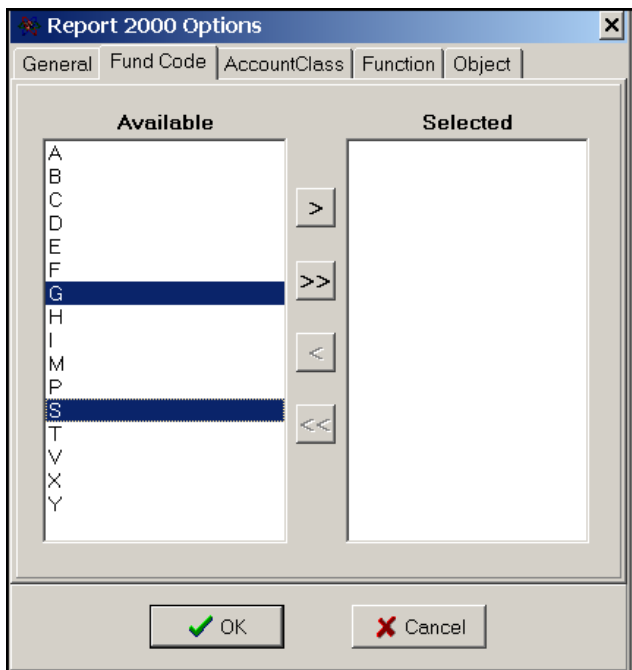 Report 2000 Options
General Fund Code AccountClass Function Object
Available Selected
A
B
C
D
E
F
G
H
I
M
P
S
T
V
X
Y
>
>>
<
<<
OK Cancel